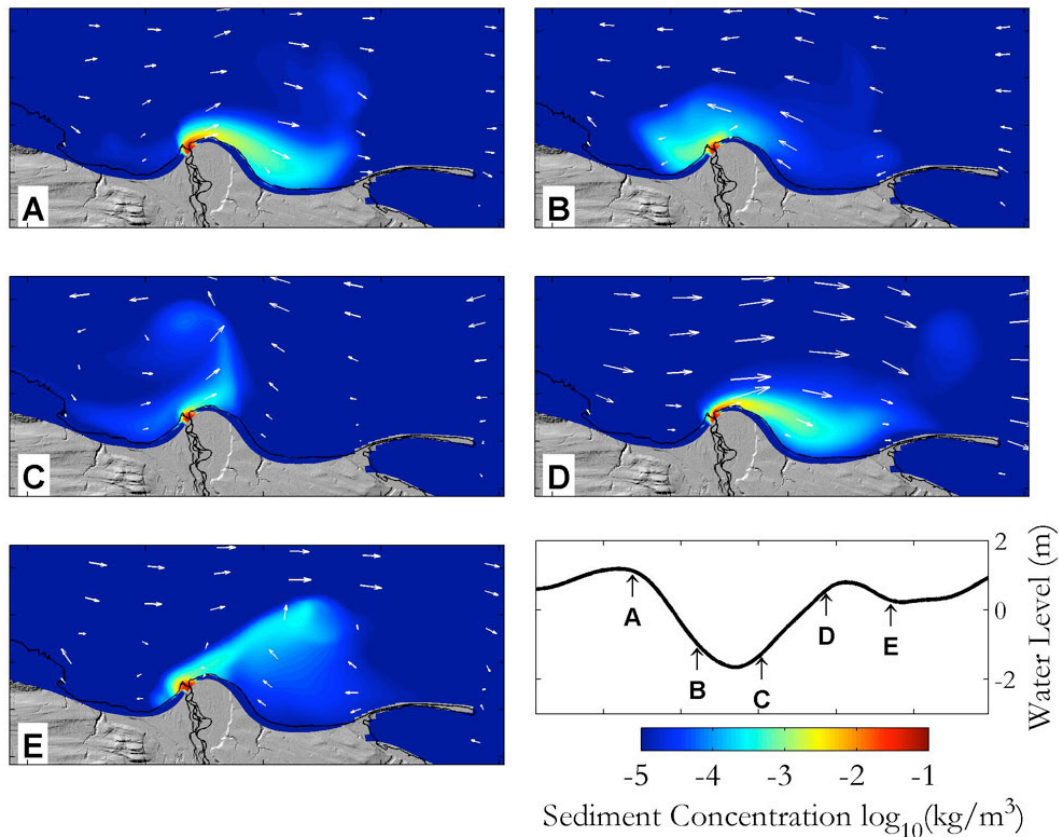 A
B
C
D
E
2
0
-2
Water Level (m)
A
B
C
D
E
-5 -4 -3 -2 -1
Sediment Concentration log₁₀(kg/m³)